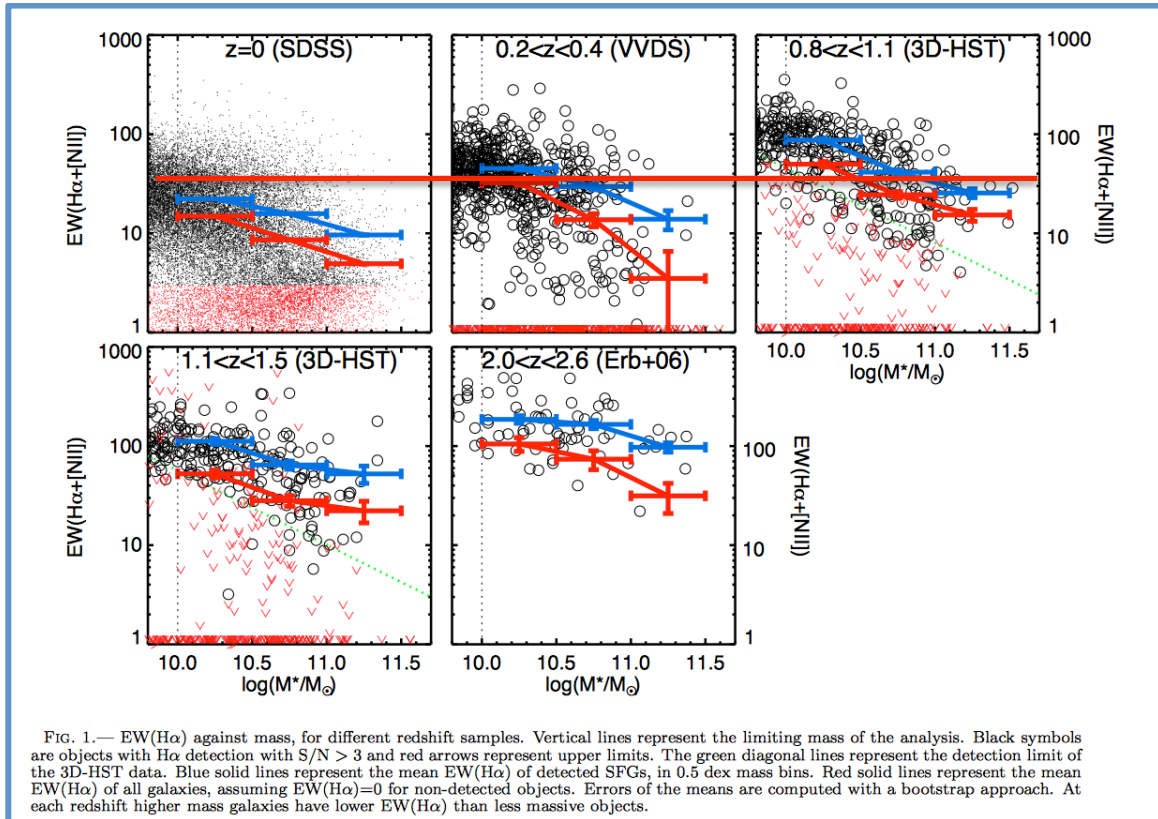 z=0 (SDSS)
0.2<z<0.4 (VVDS)
0.8<z<1.1 (3D-HST)
1000
100
10
1
EW(Hα+[NII])
1000
100
10
1
EW(Hα+[NII])
10.0 10.5 11.0 11.5
log(M*/M⊙)
1.1<z<1.5 (3D-HST)
2.0<z<2.6 (Erb+06)
1000
100
10
1
EW(Hα+[NII])
100
10
1
EW(Hα+[NII])
10.0 10.5 11.0 11.5
log(M*/M⊙)
10.0 10.5 11.0 11.5
log(M*/M⊙)
FIG. 1.— EW(Hα) against mass, for different redshift samples. Vertical lines represent the limiting mass of the analysis. Black symbols
are objects with Hα detection with S/N > 3 and red arrows represent upper limits. The green diagonal lines represent the detection limit of
the 3D-HST data. Blue solid lines represent the mean EW(Hα) of detected SFGs, in 0.5 dex mass bins. Red solid lines represent the mean
EW(Hα) of all galaxies, assuming EW(Hα)=0 for non-detected objects. Errors of the means are computed with a bootstrap approach. At
each redshift higher mass galaxies have lower EW(Hα) than less massive objects.